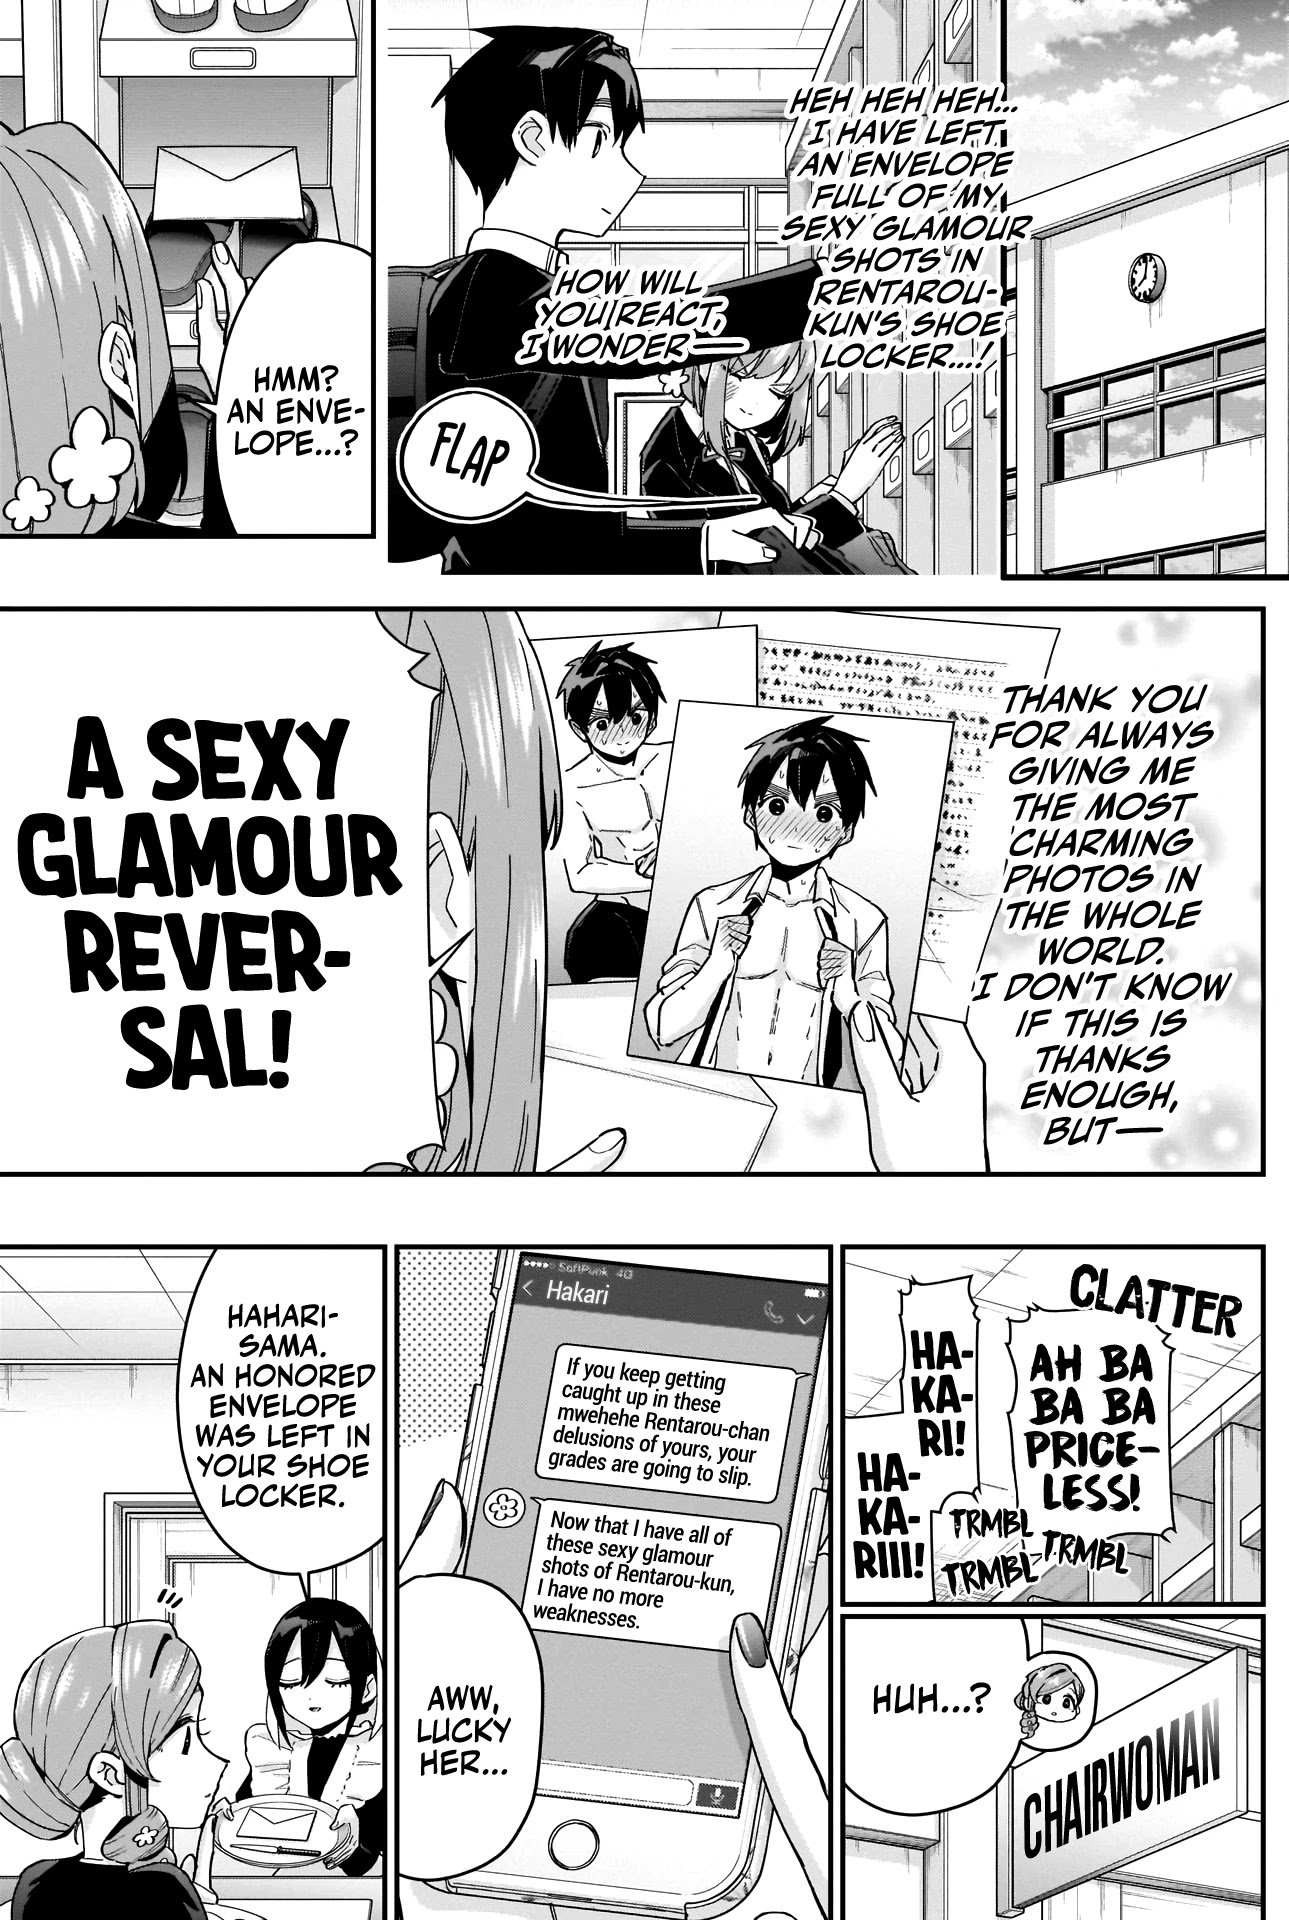 HEH HEH HEH...
I HAVE LEFT
AN ENVELOPE
FULL OF MY
SEXY GLAMOUR
SHOTS IN
RENTAROU-
KUN'S SHOE
LOCKER...!
HOW WILL
YOU REACT,
I WONDER—
FLAP
HMM?
AN ENVE-
LOPE...?
THANK YOU
FOR ALWAYS
GIVING ME
THE MOST
CHARMING
PHOTOS IN
THE WHOLE
WORLD.
I DON'T KNOW
IF THIS IS
THANKS
ENOUGH,
BUT—
A SEXY
GLAMOUR
REVER-
SAL!
CLATTER
AH BA
BA BA
PRICE-
LESS!
HA-
KA-
RI!
HA-
KA-
RIII!
TRMBL
TRMBL
TRMBL
HUH...?
CHAIRWOMAN
SoftPunk 4G
Hakari
If you keep getting
caught up in these
mwehehe Rentarou-chan
delusions of yours, your
grades are going to slip.
Now that I have all of
these sexy glamour
shots of Rentarou-kun,
I have no more
weaknesses.
AWW,
LUCKY
HER...
HAHARI-
SAMA.
AN HONORED
ENVELOPE
WAS LEFT IN
YOUR SHOE
LOCKER.